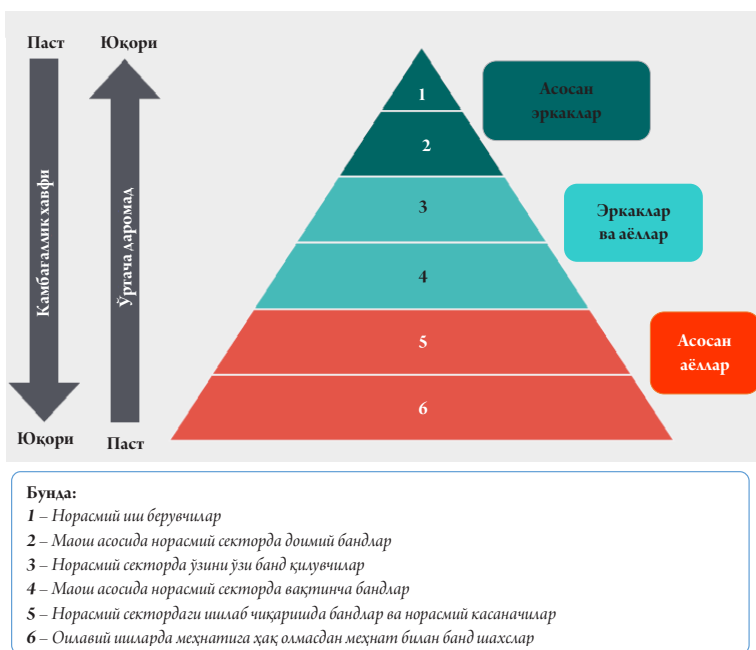 Паст
Юқори
Камбағаллик хавфи
Ўртача даромад
Юқори
Паст
1
2
3
4
5
6
Асосан
эркаклар
Эркаклар
ва аёллар
Асосан
аёллар
Бунда:
1 – Норасмий иш берувчилар
2 – Маош асосида норасмий секторда доимий бандлар
3 – Норасмий секторда ўзини ўзи банд қилувчилар
4 – Маош асосида норасмий секторда вақтинча бандлар
5 – Норасмий сектордаги ишлаб чиқаришда бандлар ва норасмий касаначилар
6 – Оилавий ишларда меҳнатига ҳақ олмасдан меҳнат билан банд шахслар